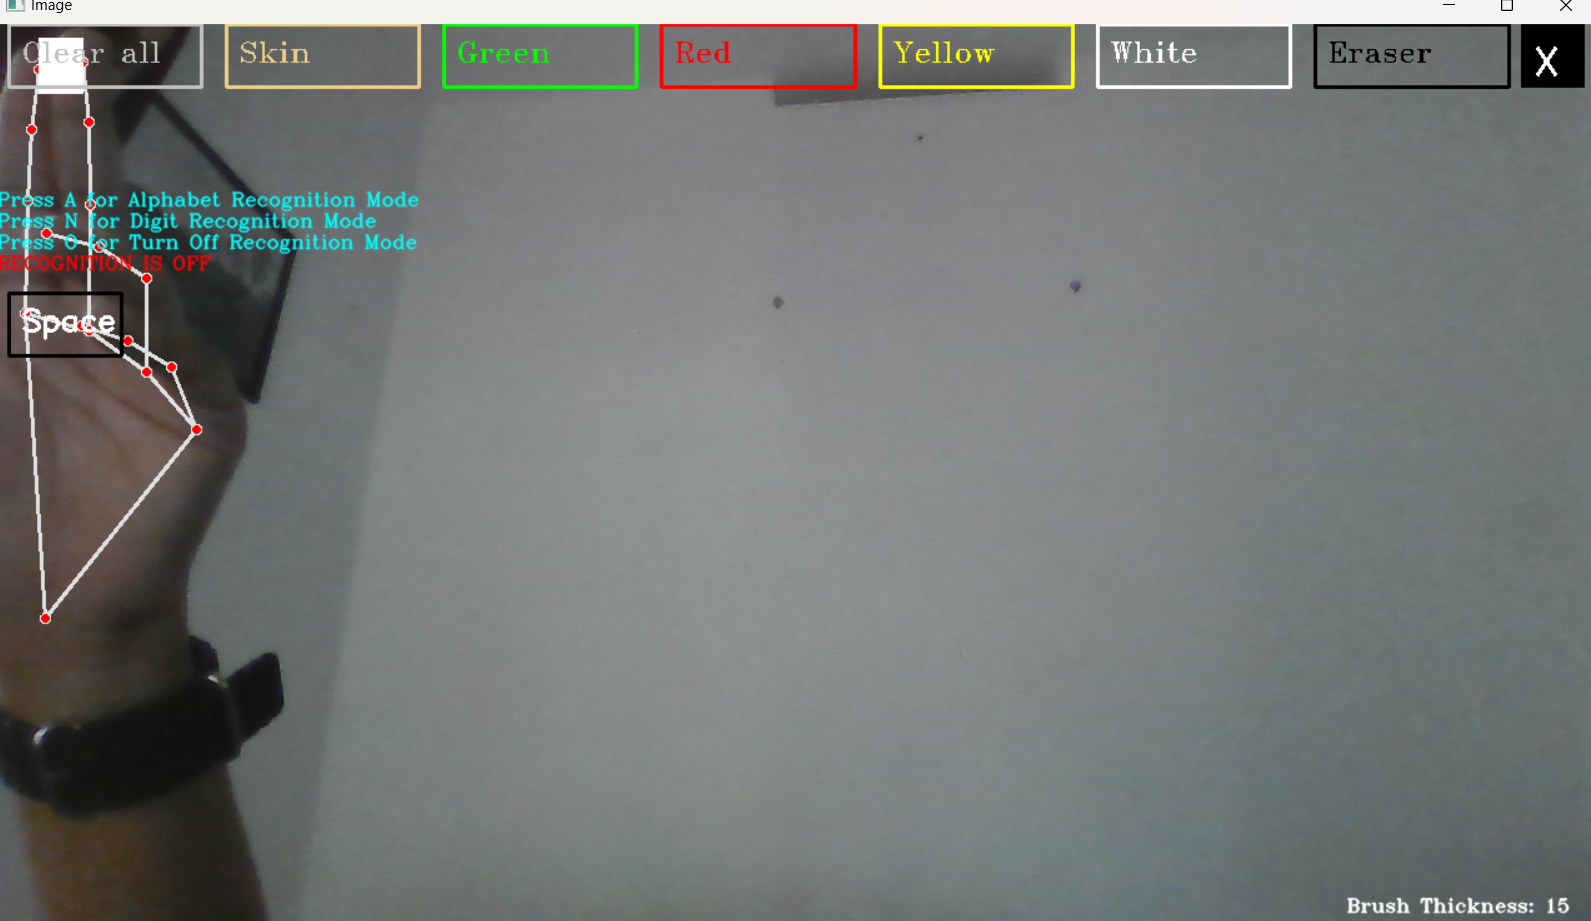 Image
Clear all Skin Green Red Yellow White Eraser X
Press A for Alphabet Recognition Mode
Press N for Digit Recognition Mode
Press O for Turn Off Recognition Mode
RECOGNITION IS OFF
Space
Brush Thickness: 15